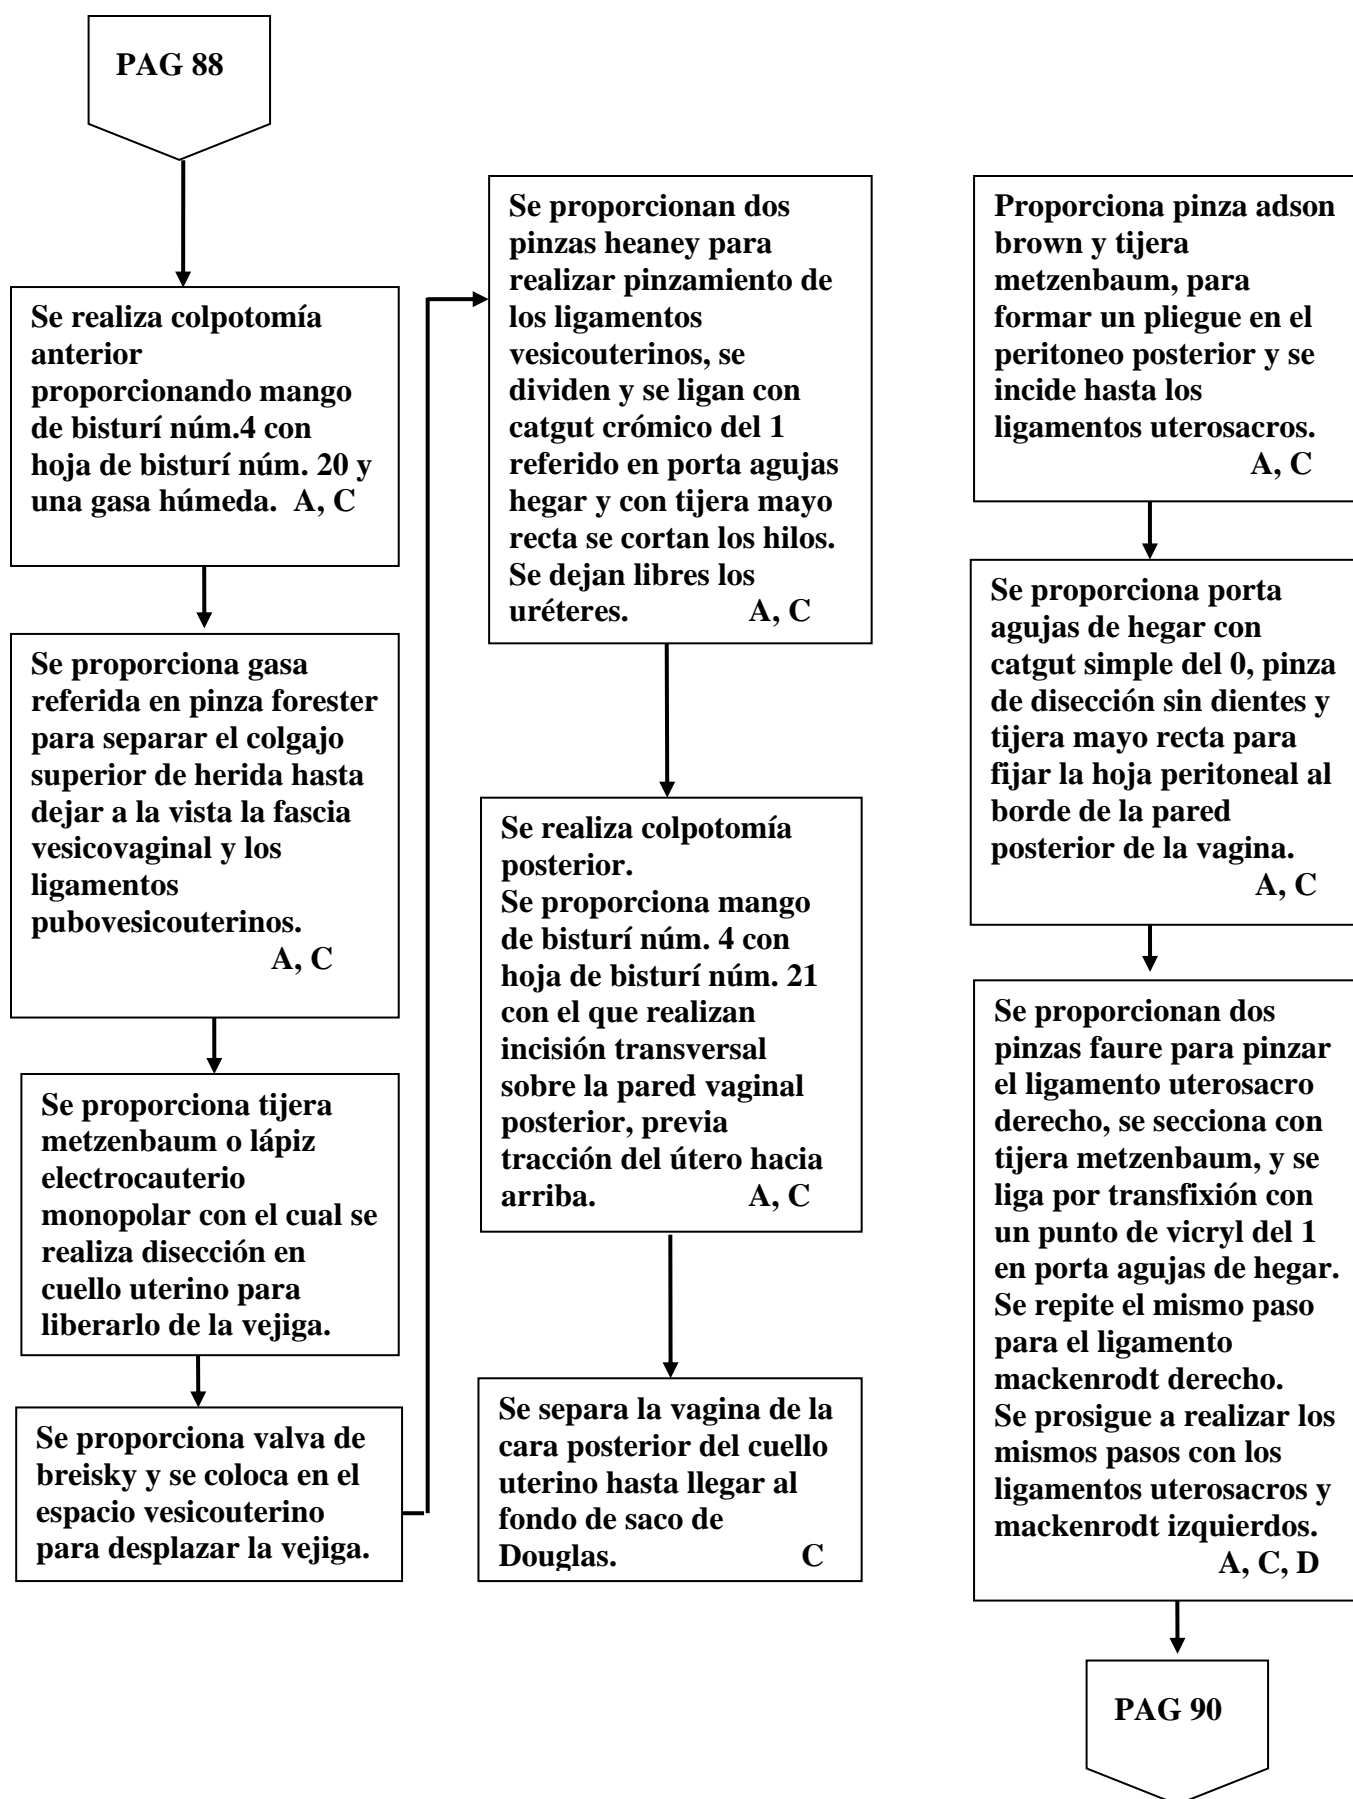 PAG 88
Se realiza colpotomía
anterior
proporcionando mango
de bisturí núm.4 con
hoja de bisturí núm. 20 y
una gasa húmeda. A, C
Se proporciona gasa
referida en pinza forester
para separar el colgajo
superior de herida hasta
dejar a la vista la fascia
vesicovaginal y los
ligamentos
pubovesicouterinos.
A, C
Se proporciona tijera
metzenbaum o lápiz
electrocauterio
monopolar con el cual se
realiza disección en
cuello uterino para
liberarlo de la vejiga.
Se proporciona valva de
breisky y se coloca en el
espacio vesicouterino
para desplazar la vejiga.
Se proporcionan dos
pinzas heaney para
realizar pinzamiento de
los ligamentos
vesicouterinos, se
dividen y se ligan con
catgut crómico del 1
referido en porta agujas
hegar y con tijera mayo
recta se cortan los hilos.
Se dejan libres los
uréteres. A, C
Se realiza colpotomía
posterior.
Se proporciona mango
de bisturí núm. 4 con
hoja de bisturí núm. 21
con el que realizan
incisión transversal
sobre la pared vaginal
posterior, previa
tracción del útero hacia
arriba. A, C
Se separa la vagina de la
cara posterior del cuello
uterino hasta llegar al
fondo de saco de
Douglas. C
Proporciona pinza adson
brown y tijera
metzenbaum, para
formar un pliegue en el
peritoneo posterior y se
incide hasta los
ligamentos uterosacros.
A, C
Se proporciona porta
agujas de hegar con
catgut simple del 0, pinza
de disección sin dientes y
tijera mayo recta para
fijar la hoja peritoneal al
borde de la pared
posterior de la vagina.
A, C
Se proporcionan dos
pinzas faure para pinzar
el ligamento uterosacro
derecho, se secciona con
tijera metzenbaum, y se
liga por transfixión con
un punto de vicryl del 1
en porta agujas de hegar.
Se repite el mismo paso
para el ligamento
mackenrodt derecho.
Se prosigue a realizar los
mismos pasos con los
ligamentos uterosacros y
mackenrodt izquierdos.
A, C, D
PAG 90